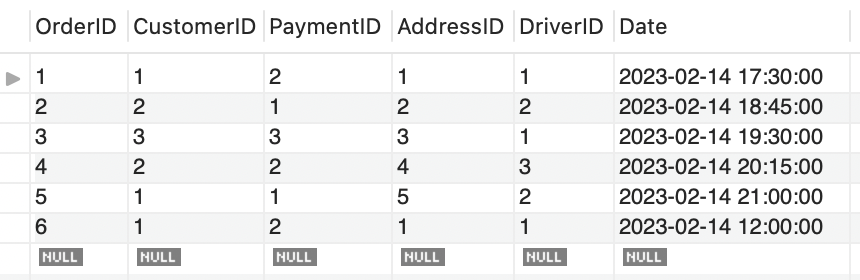 OrderID CustomerID PaymentID AddressID DriverID Date
1 1 2 1 1 2023-02-14 17:30:00
2 2 1 2 2 2023-02-14 18:45:00
3 3 3 3 1 2023-02-14 19:30:00
4 2 2 4 3 2023-02-14 20:15:00
5 1 1 5 2 2023-02-14 21:00:00
6 1 2 1 1 2023-02-14 12:00:00
NULL NULL NULL NULL NULL NULL